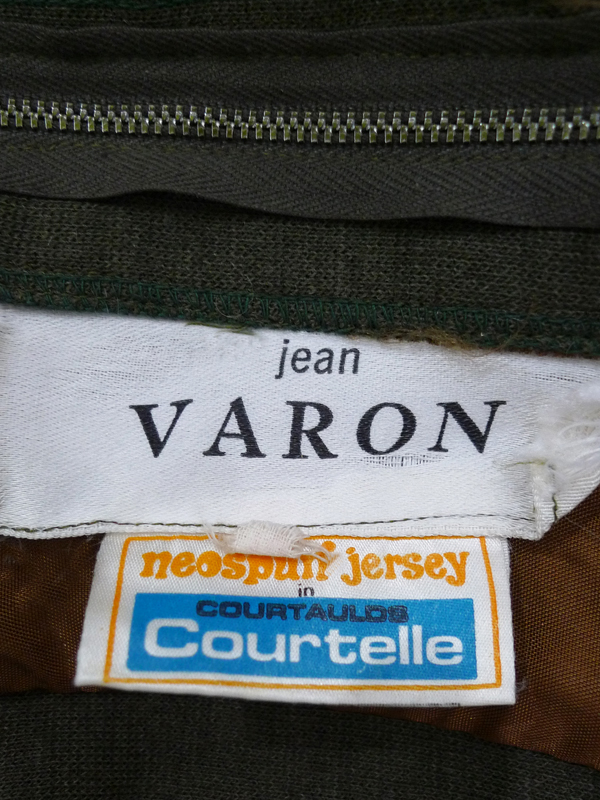 jean
VARON
neospun jersey
in
COURTAULDS
Courtelle